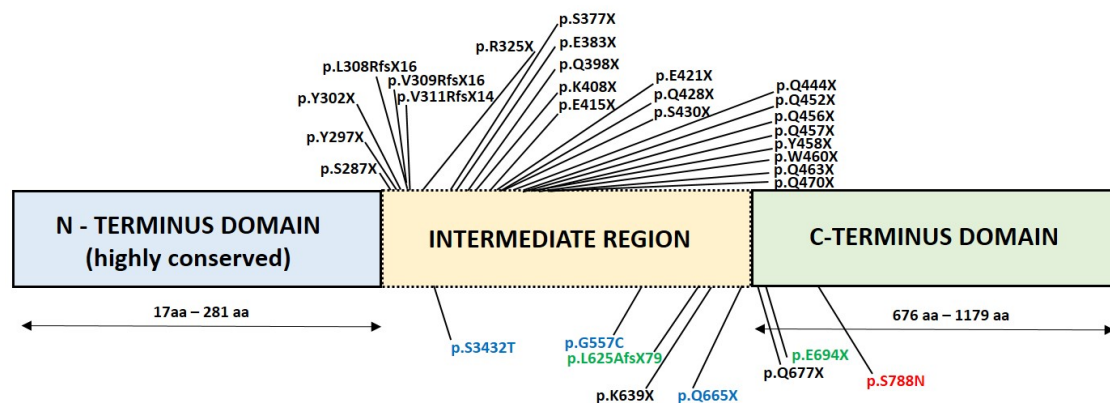 p.S377X
p.R325X
p.E383X
p.L308RfsX16
p.Q398X
p.V309RfsX16
p.E421X
p.Q444X
p.K408X
p.Y302X
p.V311RfsX14
p.Q428X
p.Q452X
p.E415X
p.S430X
p.Q456X
p.Q457X
p.Y297X
p.Y458X
p.W460X
p.S287X
p.Q463X
p.Q470X
N - TERMINUS DOMAIN
(highly conserved)
INTERMEDIATE REGION
C-TERMINUS DOMAIN
17aa – 281 aa
676 aa – 1179 aa
p.S3432T
p.G557C
p.L625AfsX79
p.E694X
p.Q677X
p.S788N
p.K639X
p.Q665X